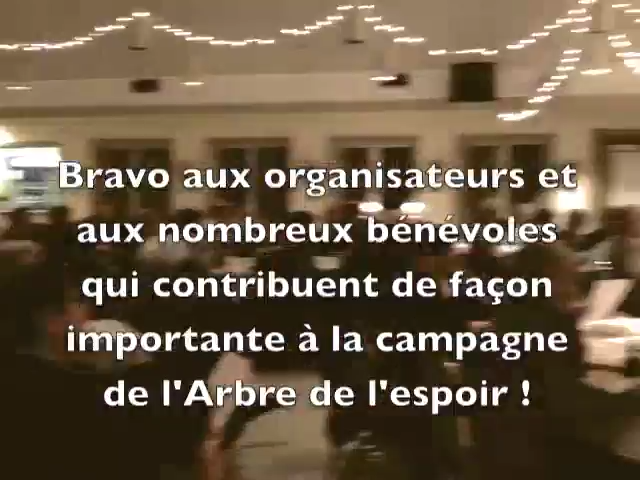 Bravo aux organisateurs et
aux nombreux bénévoles
qui contribuent de façon
importante à la campagne
de l'Arbre de l'espoir !